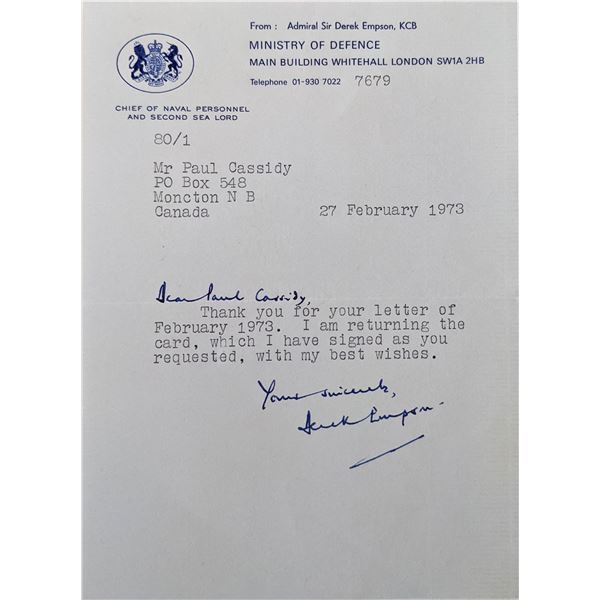 From : Admiral Sir Derek Empson, KCB
MINISTRY OF DEFENCE
MAIN BUILDING WHITEHALL LONDON SW1A 2HB
Telephone 01-930 7022 7679
CHIEF OF NAVAL PERSONNEL
AND SECOND SEA LORD
80/1
Mr Paul Cassidy
PO Box 548
Moncton N B
Canada 27 February 1973
Dear Paul Cassidy,
Thank you for your letter of
February 1973. I am returning the
card, which I have signed as you
requested, with my best wishes.
Yours sincerely,
Derek Empson